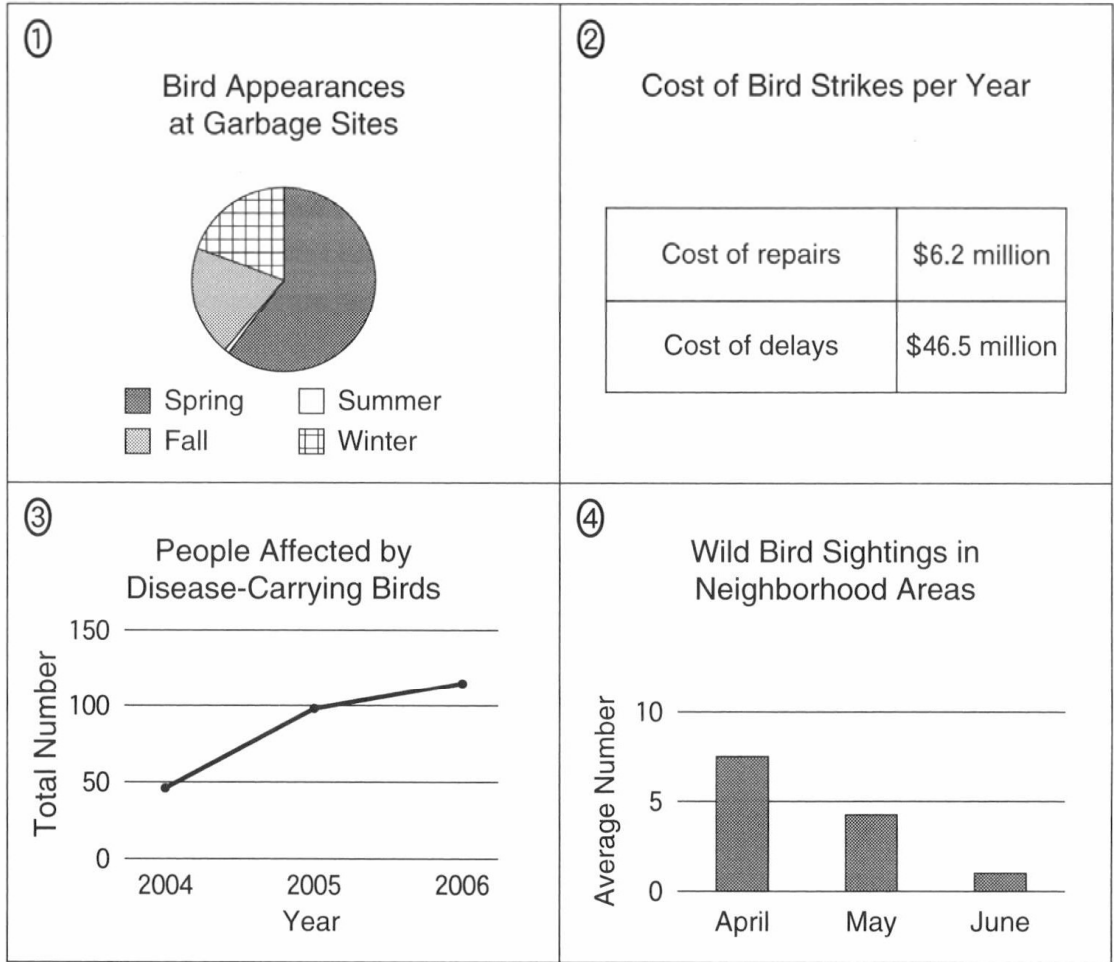 ①
Bird Appearances
at Garbage Sites
Spring
Summer
Fall
Winter
②
Cost of Bird Strikes per Year
Cost of repairs
$6.2 million
Cost of delays
$46.5 million
③
People Affected by
Disease-Carrying Birds
Total Number
150
100
50
0
2004
2005
2006
Year
④
Wild Bird Sightings in
Neighborhood Areas
Average Number
10
5
0
April
May
June